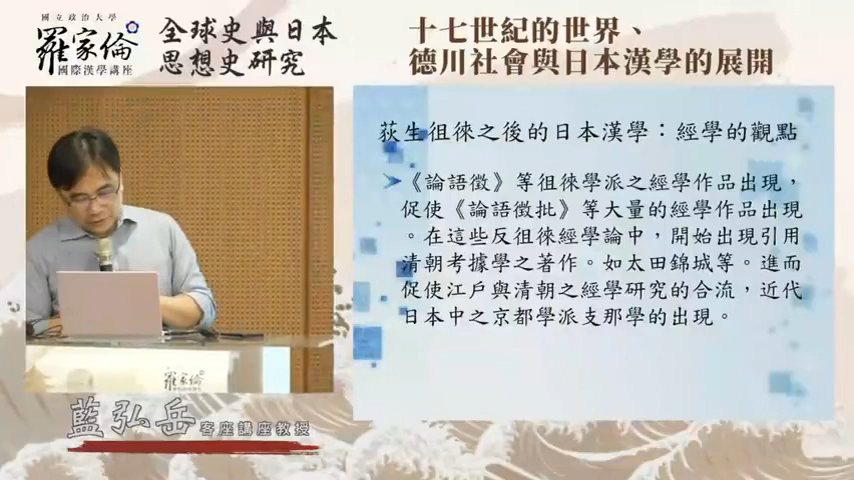 國立政治大學
羅家倫
國際漢學講座
全球史與日本
思想史研究
十七世紀的世界、
德川社會與日本漢學的展開
荻生徂徠之後的日本漢學：經學的觀點
《論語徵》等徂徠學派之經學作品出現，
促使《論語徵批》等大量的經學作品出現
。在這些反徂徠經學論中，開始出現引用
清朝考據學之著作。如太田錦城等。進而
促使江戶與清朝之經學研究的合流，近代
日本中之京都學派支那學的出現。
羅家倫
藍弘岳 客座講座教授